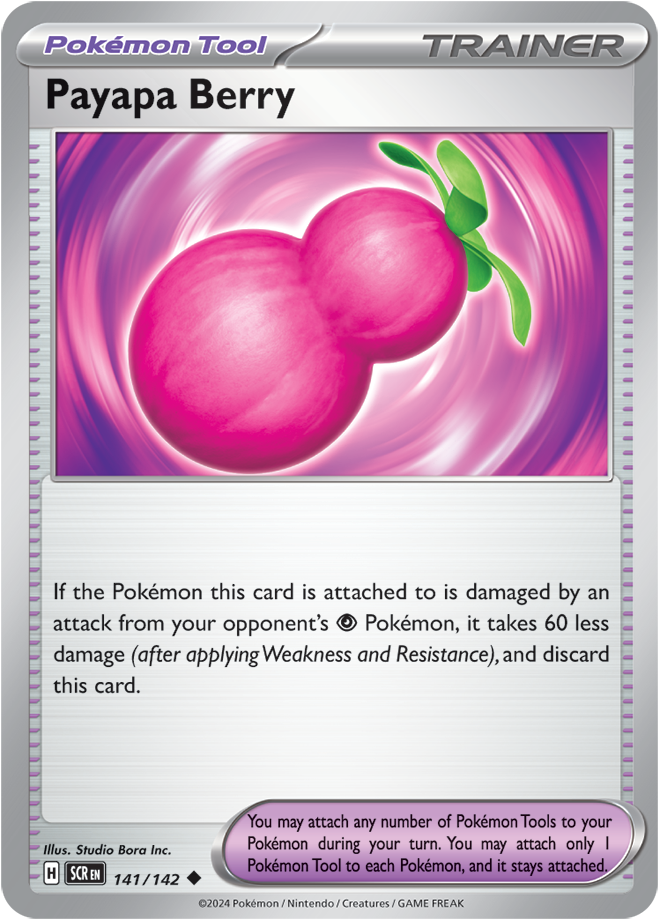 Pokémon Tool
TRAINER
Payapa Berry
If the Pokémon this card is attached to is damaged by an
attack from your opponent's Pokémon, it takes 60 less
damage (after applying Weakness and Resistance), and discard
this card.
You may attach any number of Pokémon Tools to your
Pokémon during your turn. You may attach only 1
Pokémon Tool to each Pokémon, and it stays attached.
Illus. Studio Bora Inc.
H SCR EN 141/142
©2024 Pokémon / Nintendo / Creatures / GAME FREAK